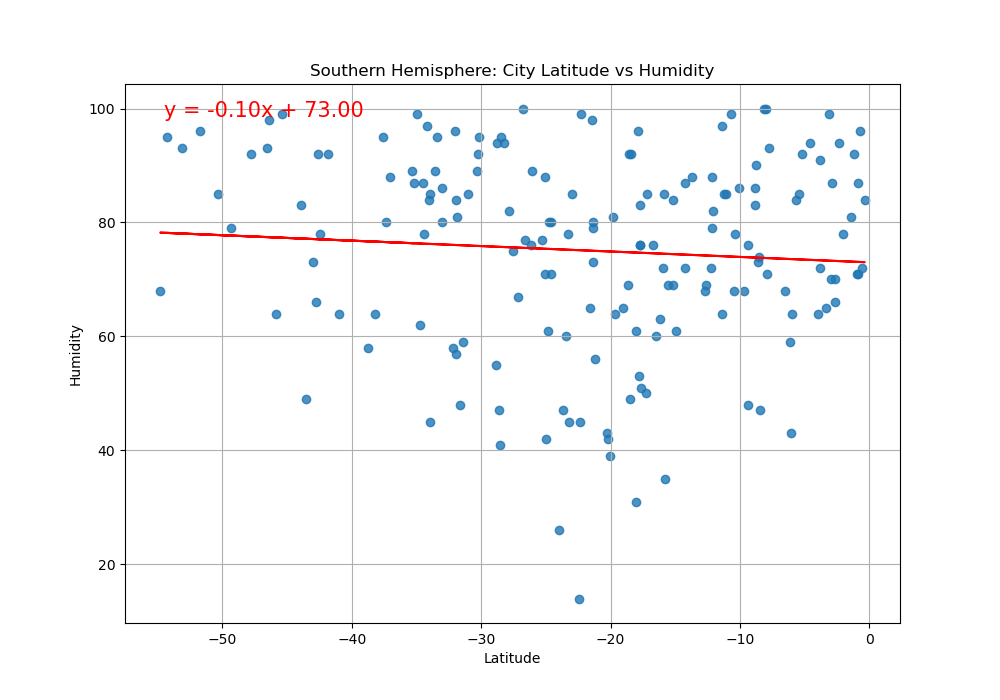 Southern Hemisphere: City Latitude vs Humidity
y = -0.10x + 73.00
100
80
60
40
20
Humidity
−50
−40
−30
−20
−10
0
Latitude